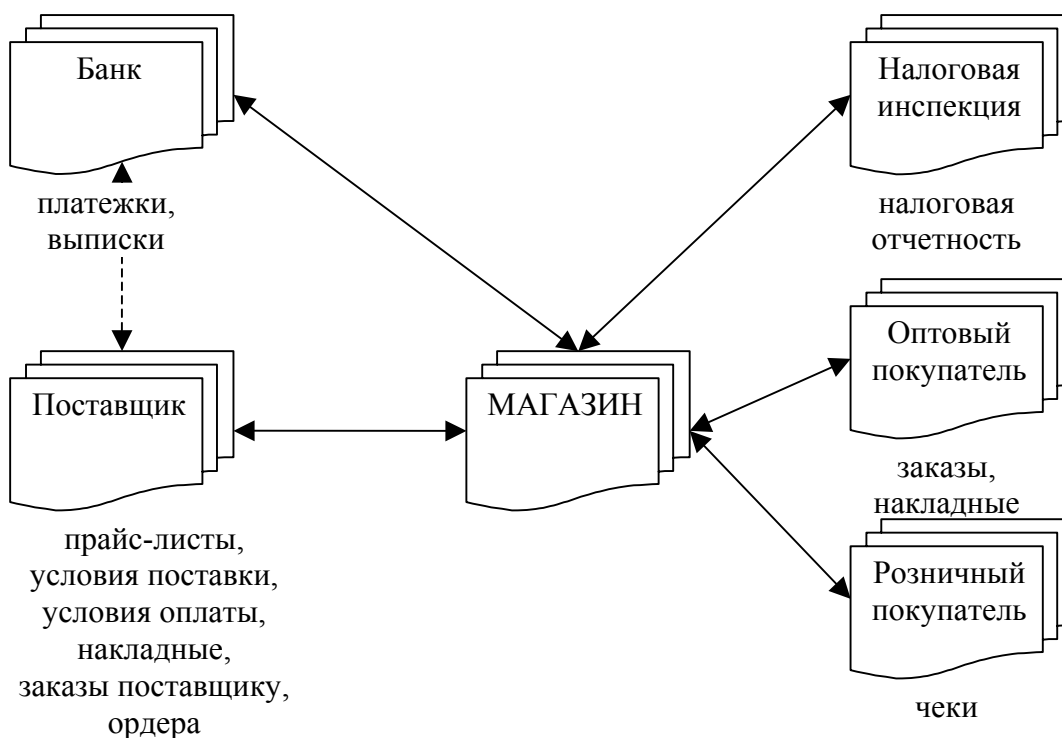 Банк
платежки,
выписки
Налоговая
инспекция
налоговая
отчетность
Поставщик
прайс-листы,
условия поставки,
условия оплаты,
накладные,
заказы поставщику,
ордера
МАГАЗИН
Оптовый
покупатель
заказы,
накладные
Розничный
покупатель
чеки